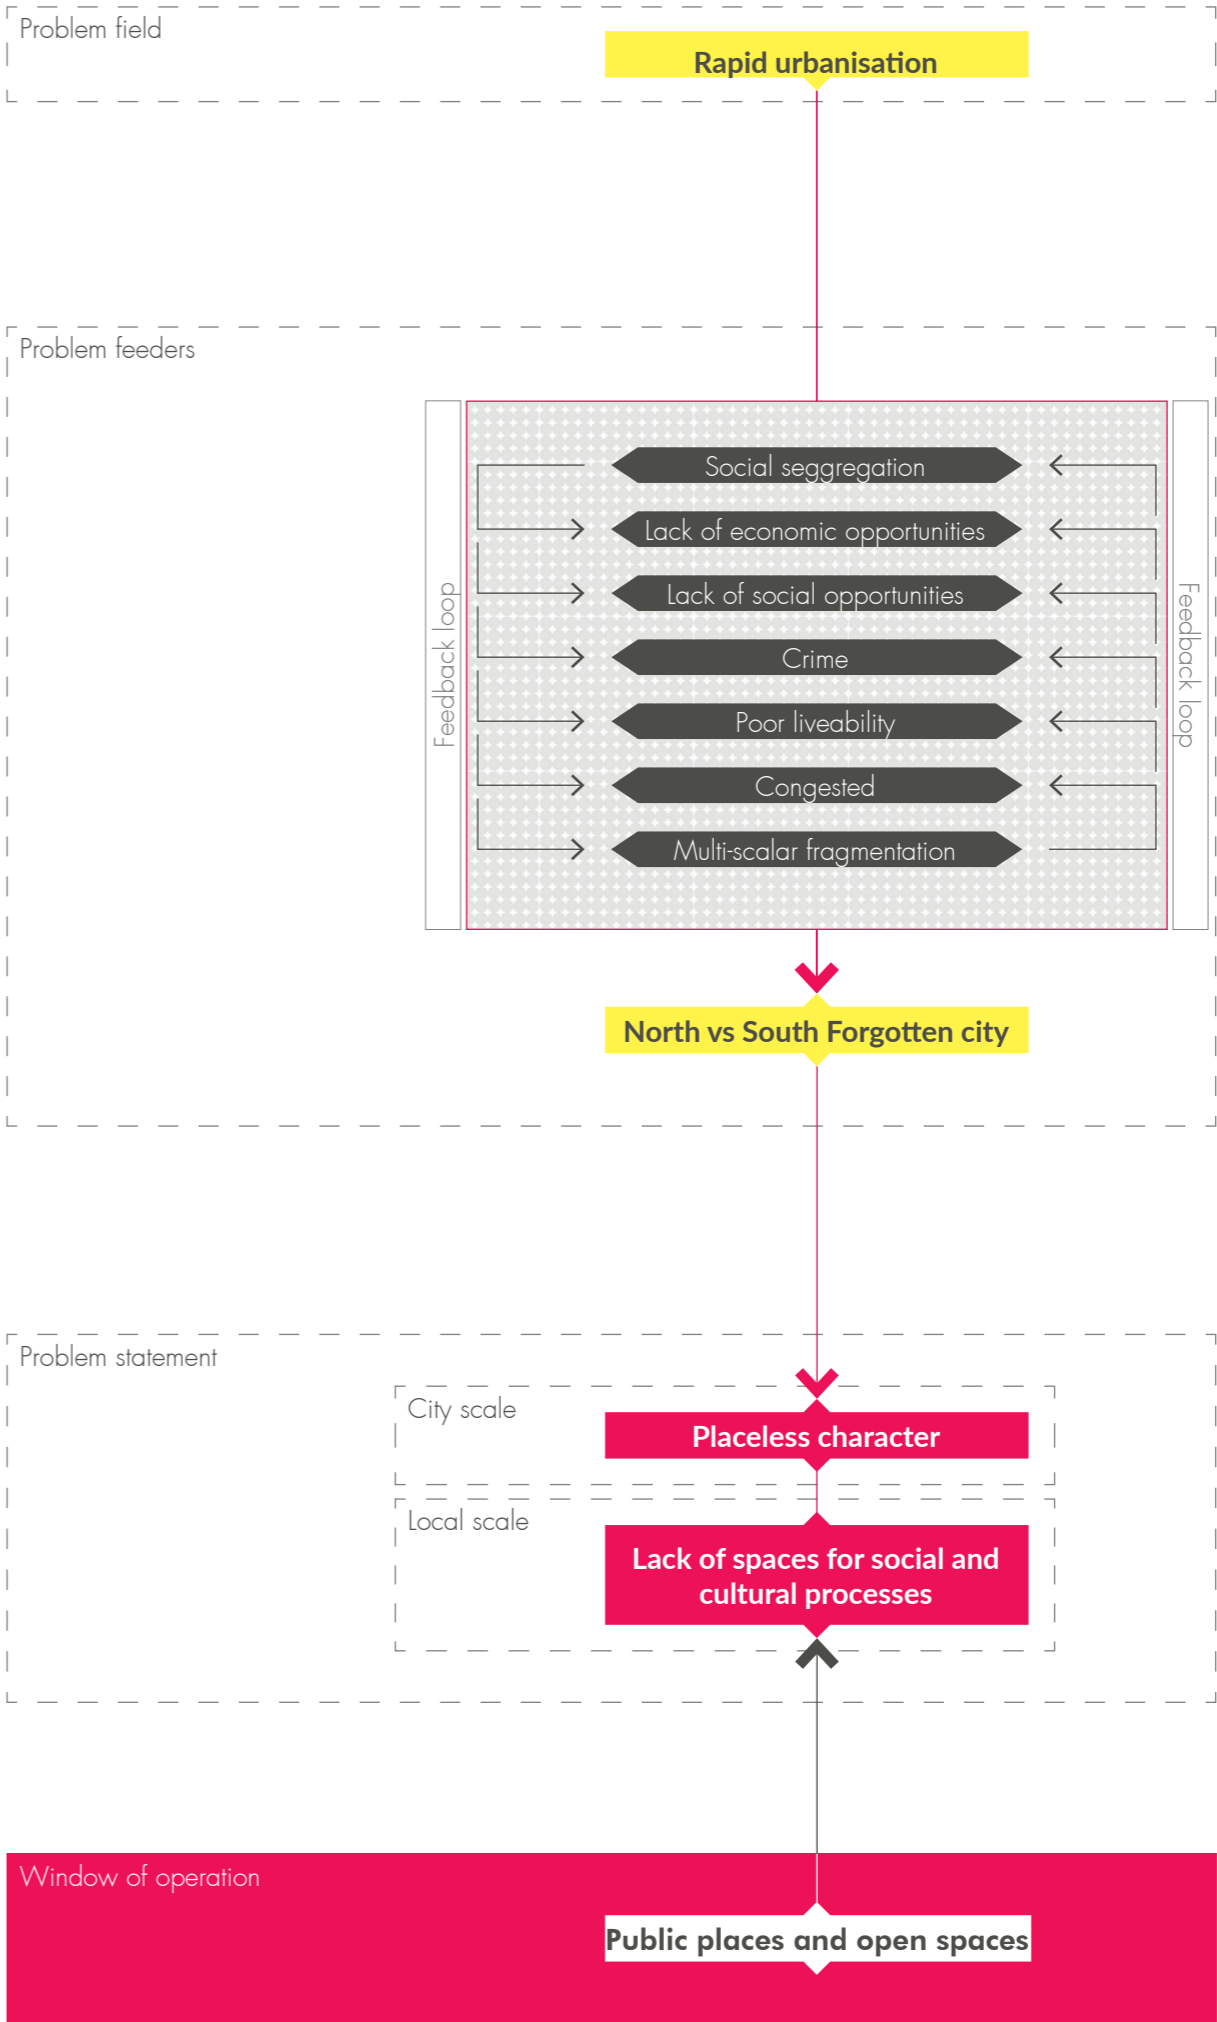 Problem field
Rapid urbanisation
Problem feeders
Feedback loop
Social seggregation
Lack of economic opportunities
Lack of social opportunities
Crime
Poor liveability
Congested
Multi-scalar fragmentation
Feedback loop
North vs South Forgotten city
Problem statement
City scale
Placeless character
Local scale
Lack of spaces for social and
cultural processes
Window of operation
Public places and open spaces